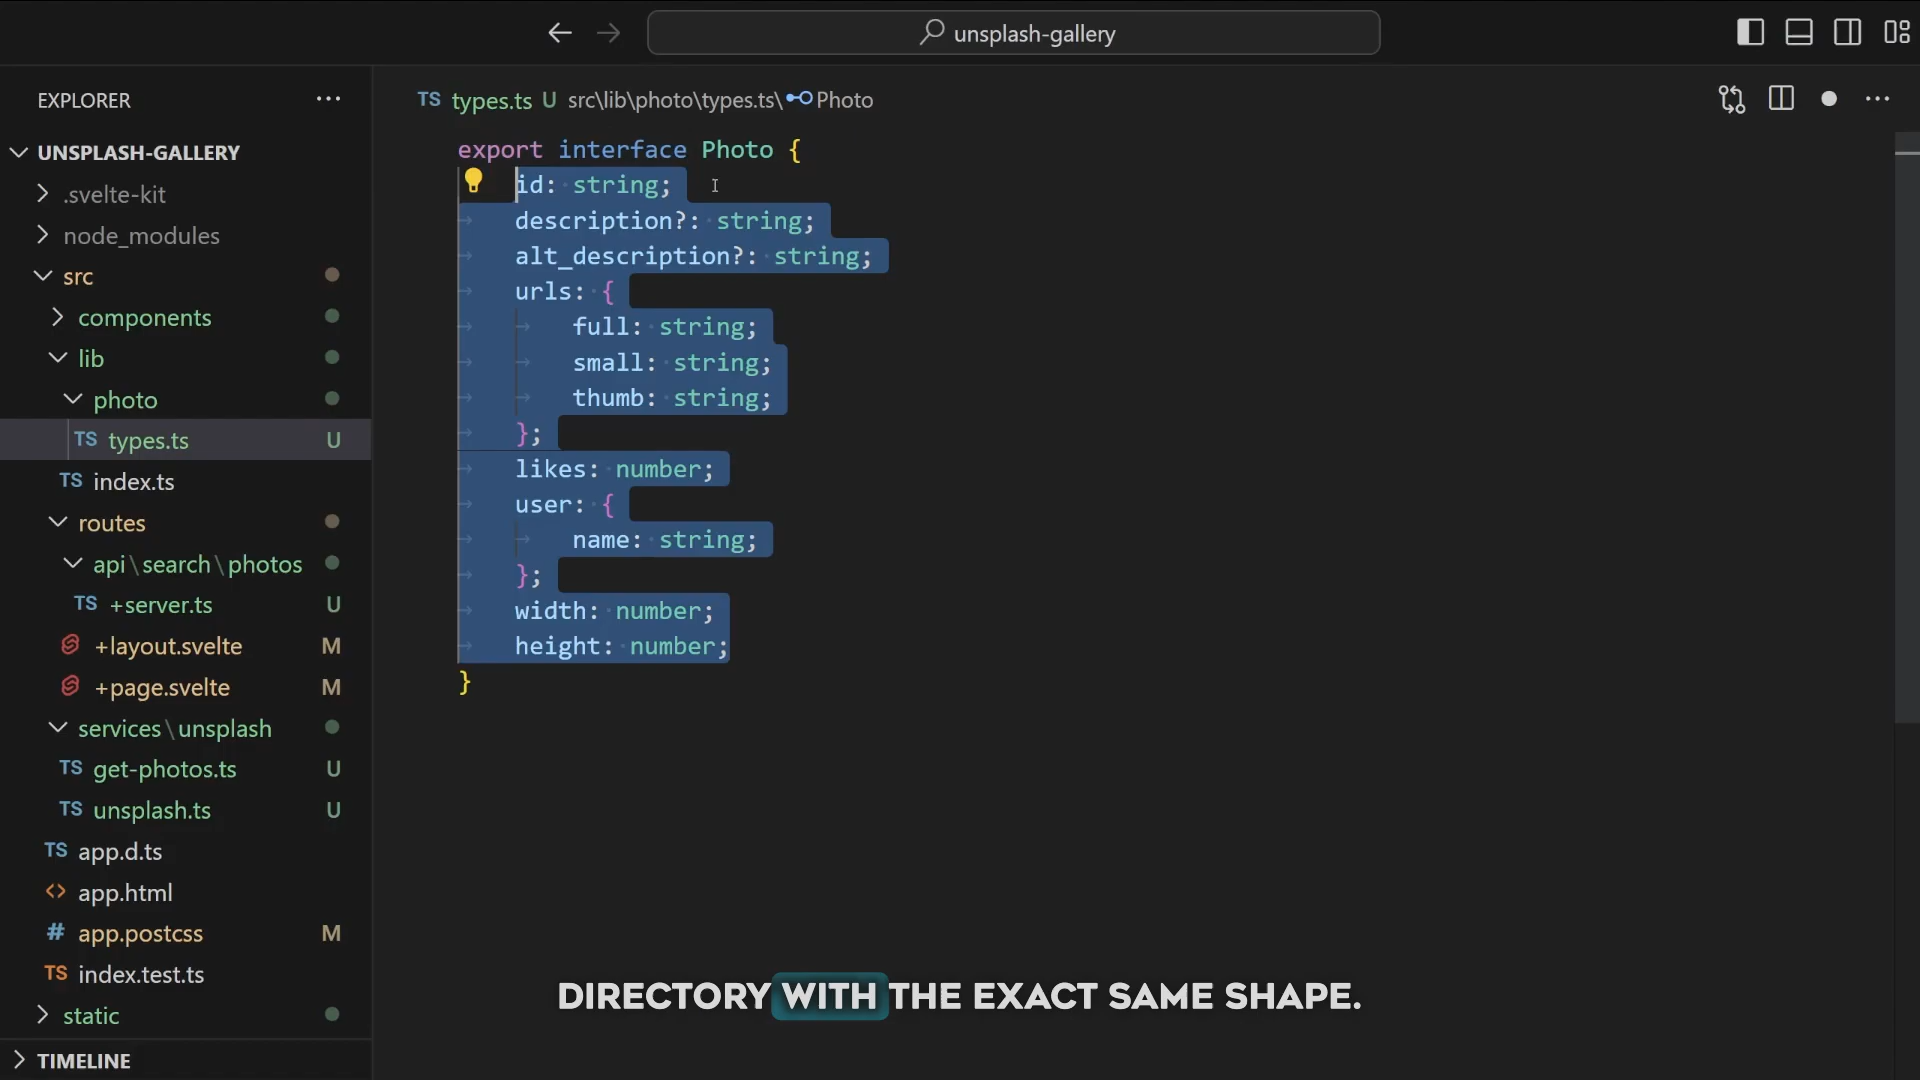 unsplash-gallery
EXPLORER
UNSPLASH-GALLERY
.svelte-kit
node_modules
src
components
lib
photo
TS types.ts U
TS index.ts
routes
api\search\photos
TS +server.ts U
+layout.svelte M
+page.svelte M
services\unsplash
TS get-photos.ts U
TS unsplash.ts U
TS app.d.ts
<> app.html
# app.postcss M
TS index.test.ts
static
TIMELINE
TS types.ts U src\lib\photo\types.ts\ Photo
export interface Photo {
id: string;
description?: string;
alt_description?: string;
urls: {
full: string;
small: string;
thumb: string;
};
likes: number;
user: {
name: string;
};
width: number;
height: number;
}
DIRECTORY WITH THE EXACT SAME SHAPE.